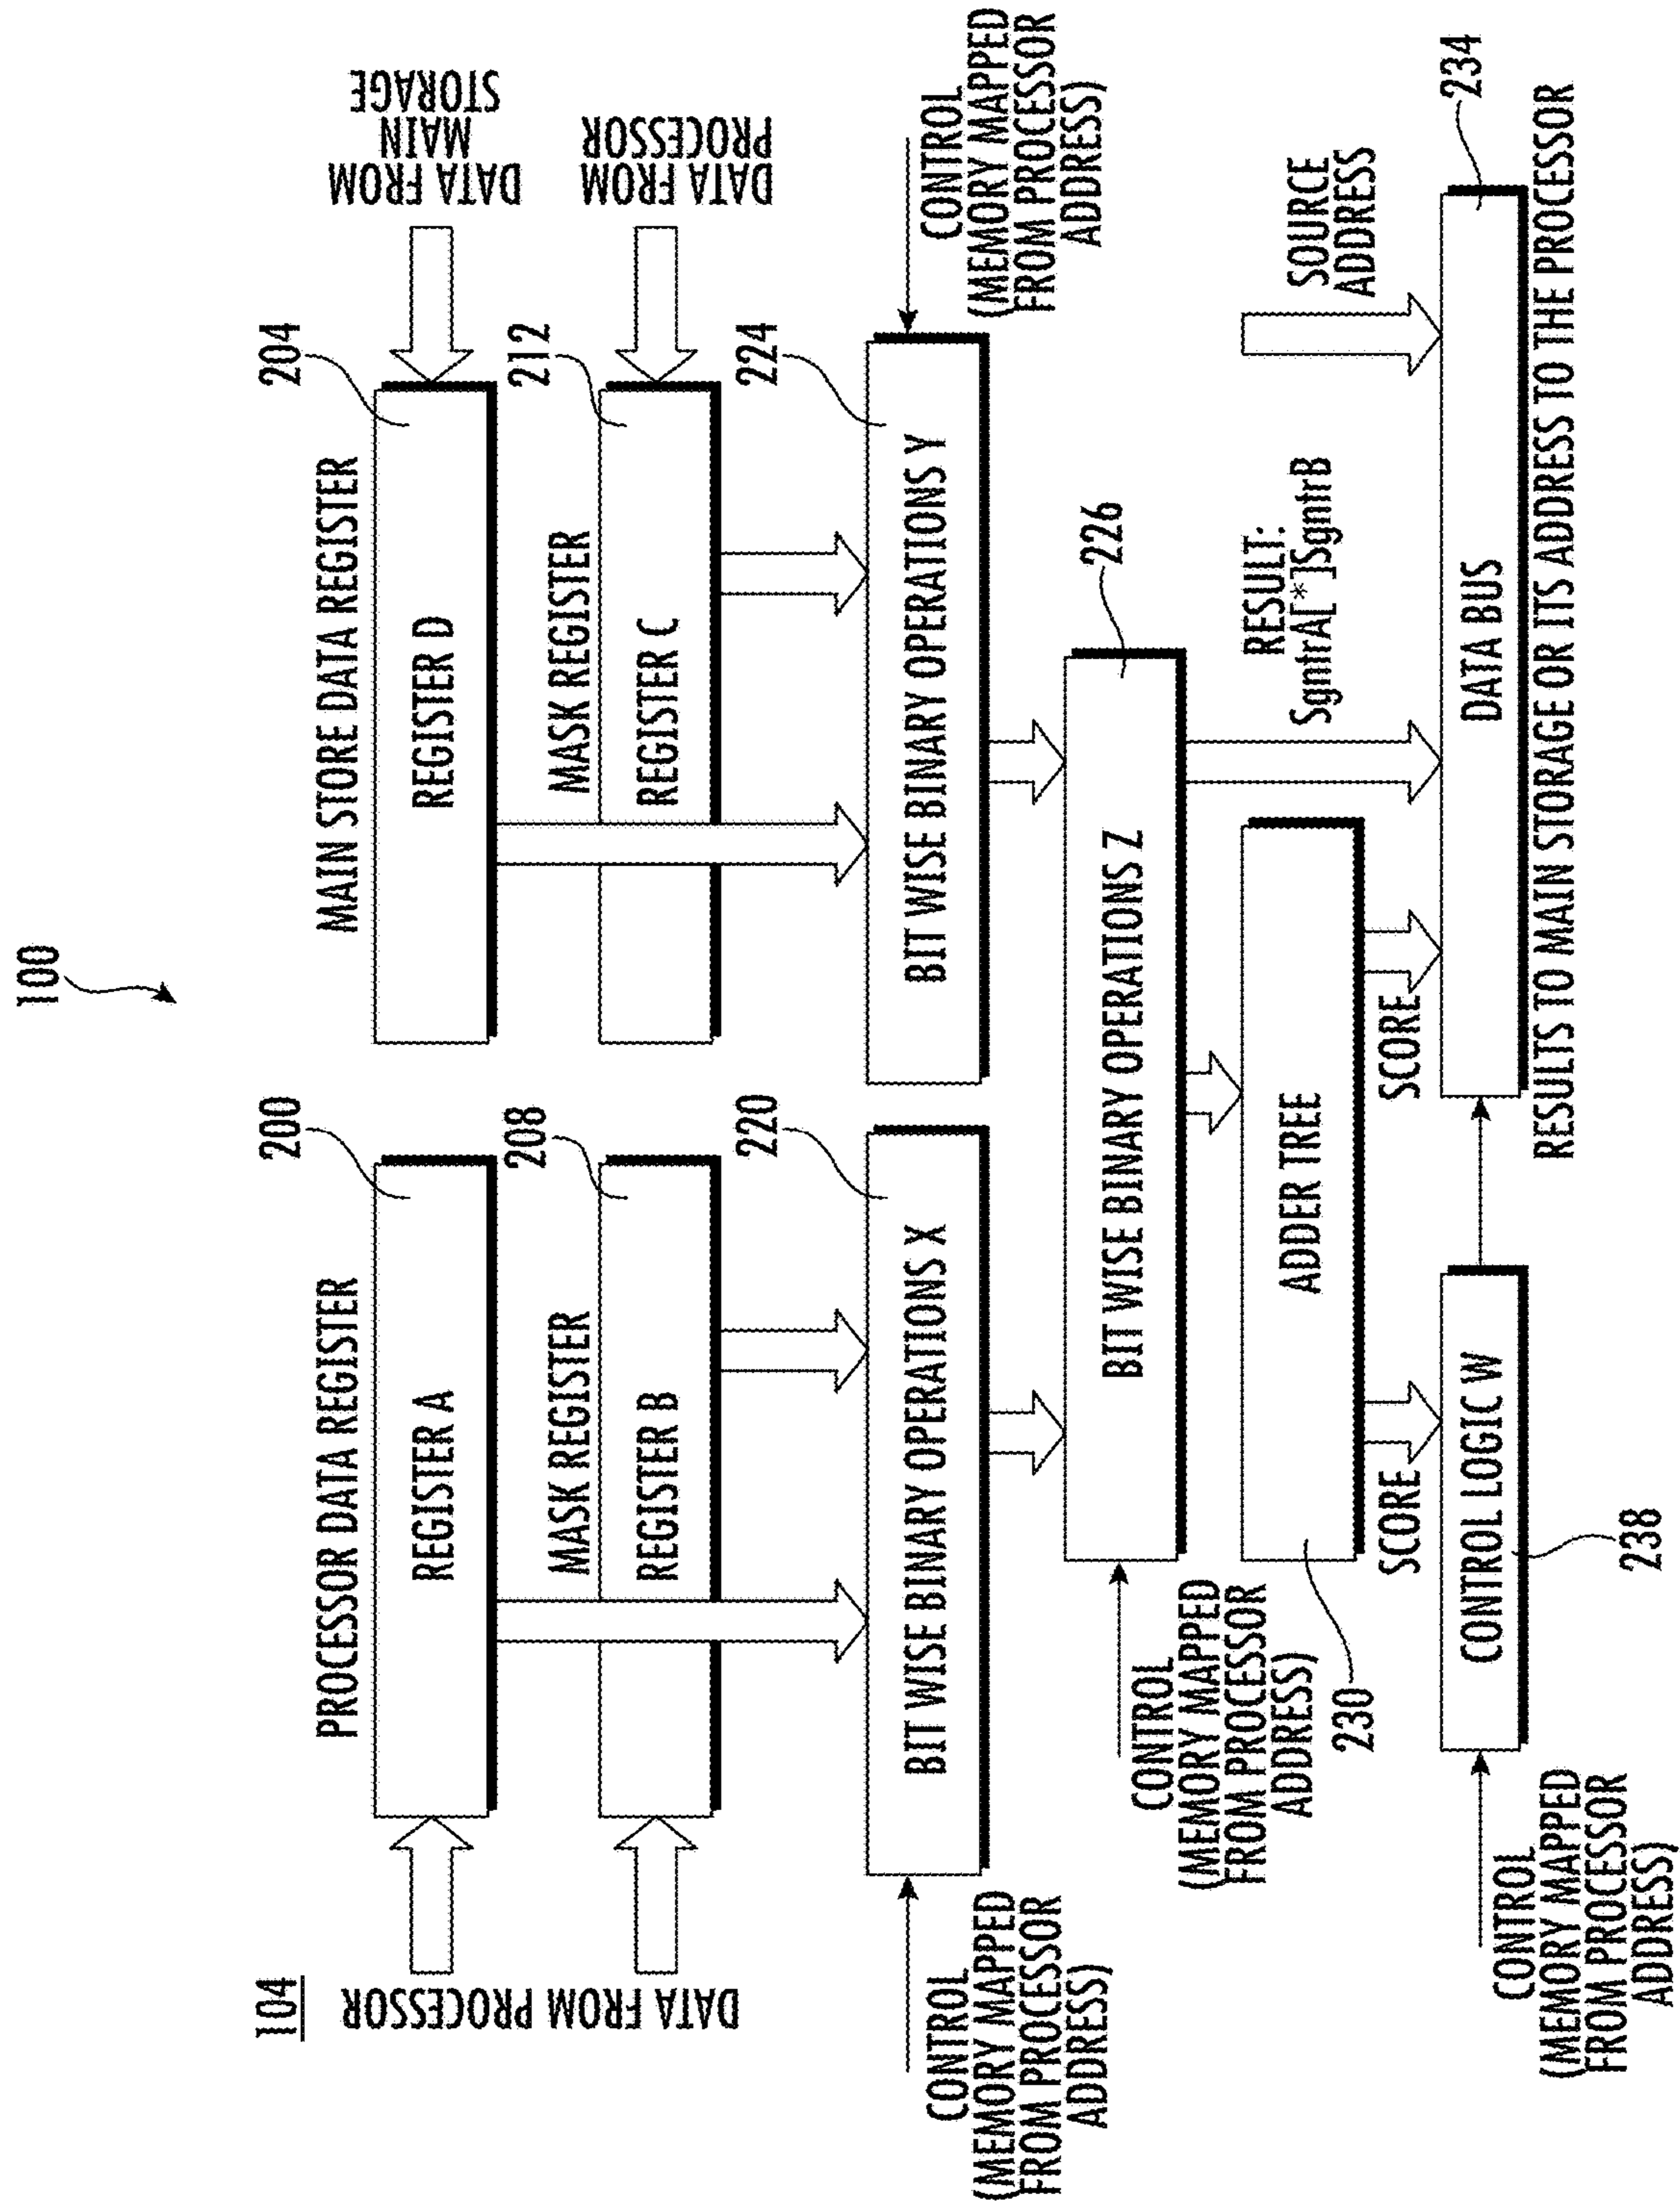 100
104
DATA FROM PROCESSOR
PROCESSOR DATA REGISTER
200
REGISTER A
MASK REGISTER
208
REGISTER B
MAIN STORE DATA REGISTER
204
REGISTER D
DATA FROM
MAIN
STORAGE
MASK REGISTER
212
REGISTER C
DATA FROM
PROCESSOR
220
BIT WISE BINARY OPERATIONS X
CONTROL
(MEMORY MAPPED
FROM PROCESSOR
ADDRESS)
224
BIT WISE BINARY OPERATIONS Y
CONTROL
(MEMORY MAPPED
FROM PROCESSOR
ADDRESS)
226
BIT WISE BINARY OPERATIONS Z
CONTROL
(MEMORY MAPPED
FROM PROCESSOR
ADDRESS)
ADDER TREE
230
RESULT:
SgntrA[*]SgntrB
SOURCE
ADDRESS
SCORE
SCORE
CONTROL LOGIC W
238
CONTROL
(MEMORY MAPPED
FROM PROCESSOR
ADDRESS)
DATA BUS
234
RESULTS TO MAIN STORAGE OR ITS ADDRESS TO THE PROCESSOR